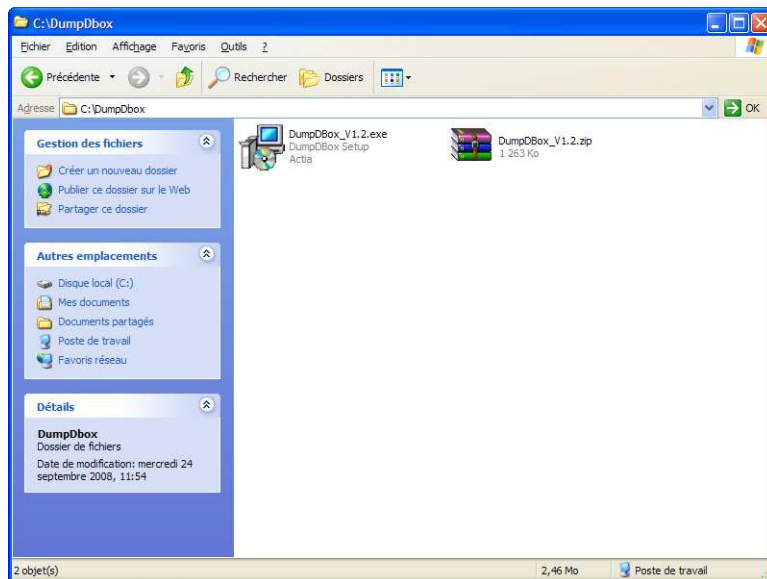 C:\DumpDbox
Fichier Edition Affichage Favoris Outils ?
Précédente Rechercher Dossiers
Adresse C:\DumpDbox OK
Gestion des fichiers
Créer un nouveau dossier
Publier ce dossier sur le Web
Partager ce dossier
Autres emplacements
Disque local (C:)
Mes documents
Documents partagés
Poste de travail
Favoris réseau
Détails
DumpDbox
Dossier de fichiers
Date de modification: mercredi 24
septembre 2008, 11:54
DumpDBox_V1.2.exe
DumpDBox Setup
Actia
DumpDBox_V1.2.zip
1 263 Ko
2 objet(s) 2,46 Mo Poste de travail